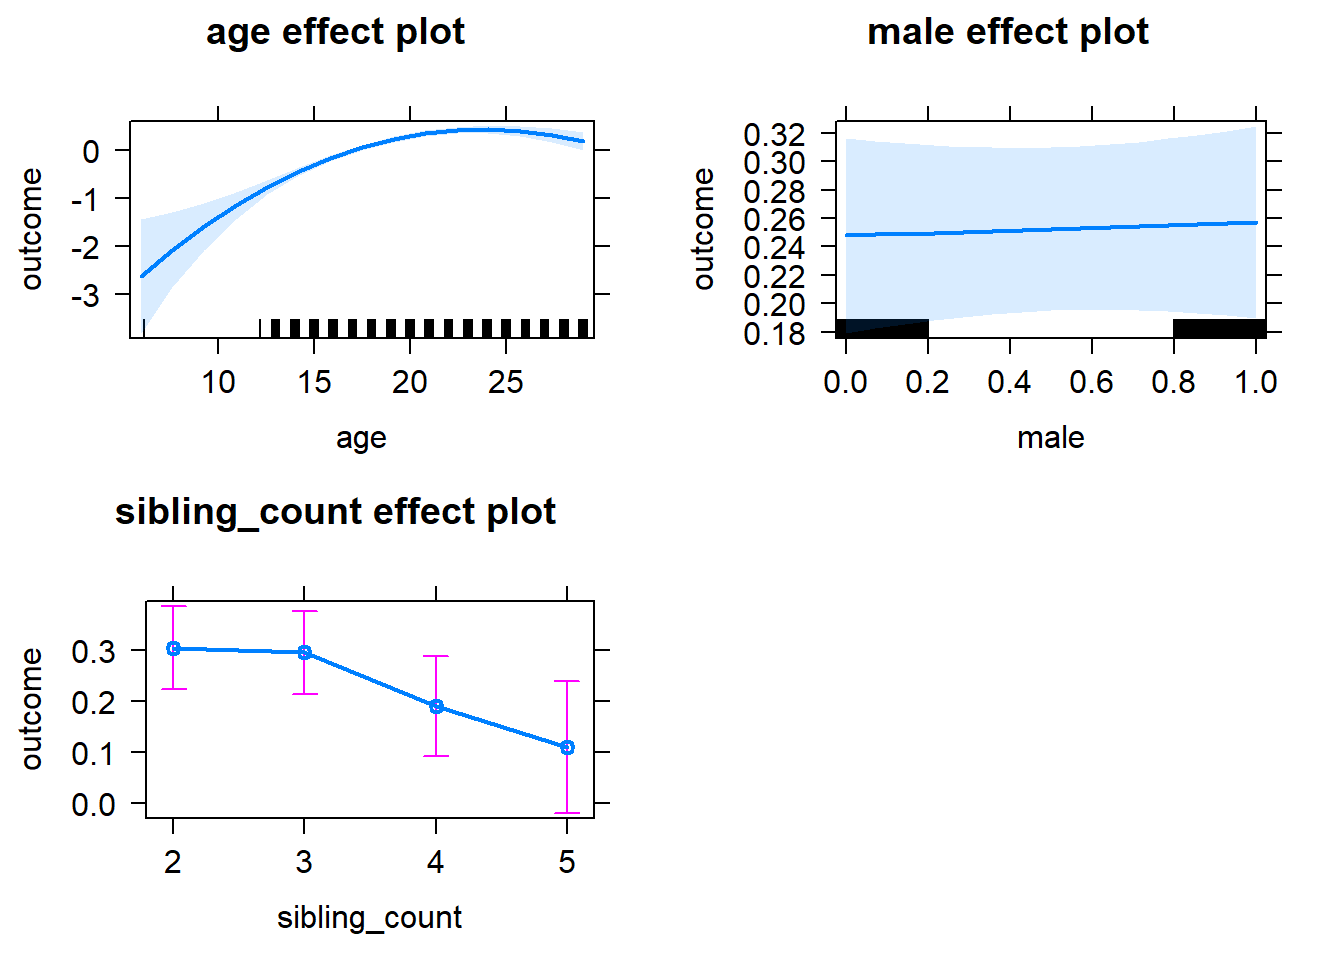 age effect plot
outcome
0
-1
-2
-3
10 15 20 25
age
male effect plot
outcome
0.32
0.30
0.28
0.26
0.24
0.22
0.20
0.18
0.0 0.2 0.4 0.6 0.8 1.0
male
sibling_count effect plot
outcome
0.3
0.2
0.1
0.0
2 3 4 5
sibling_count